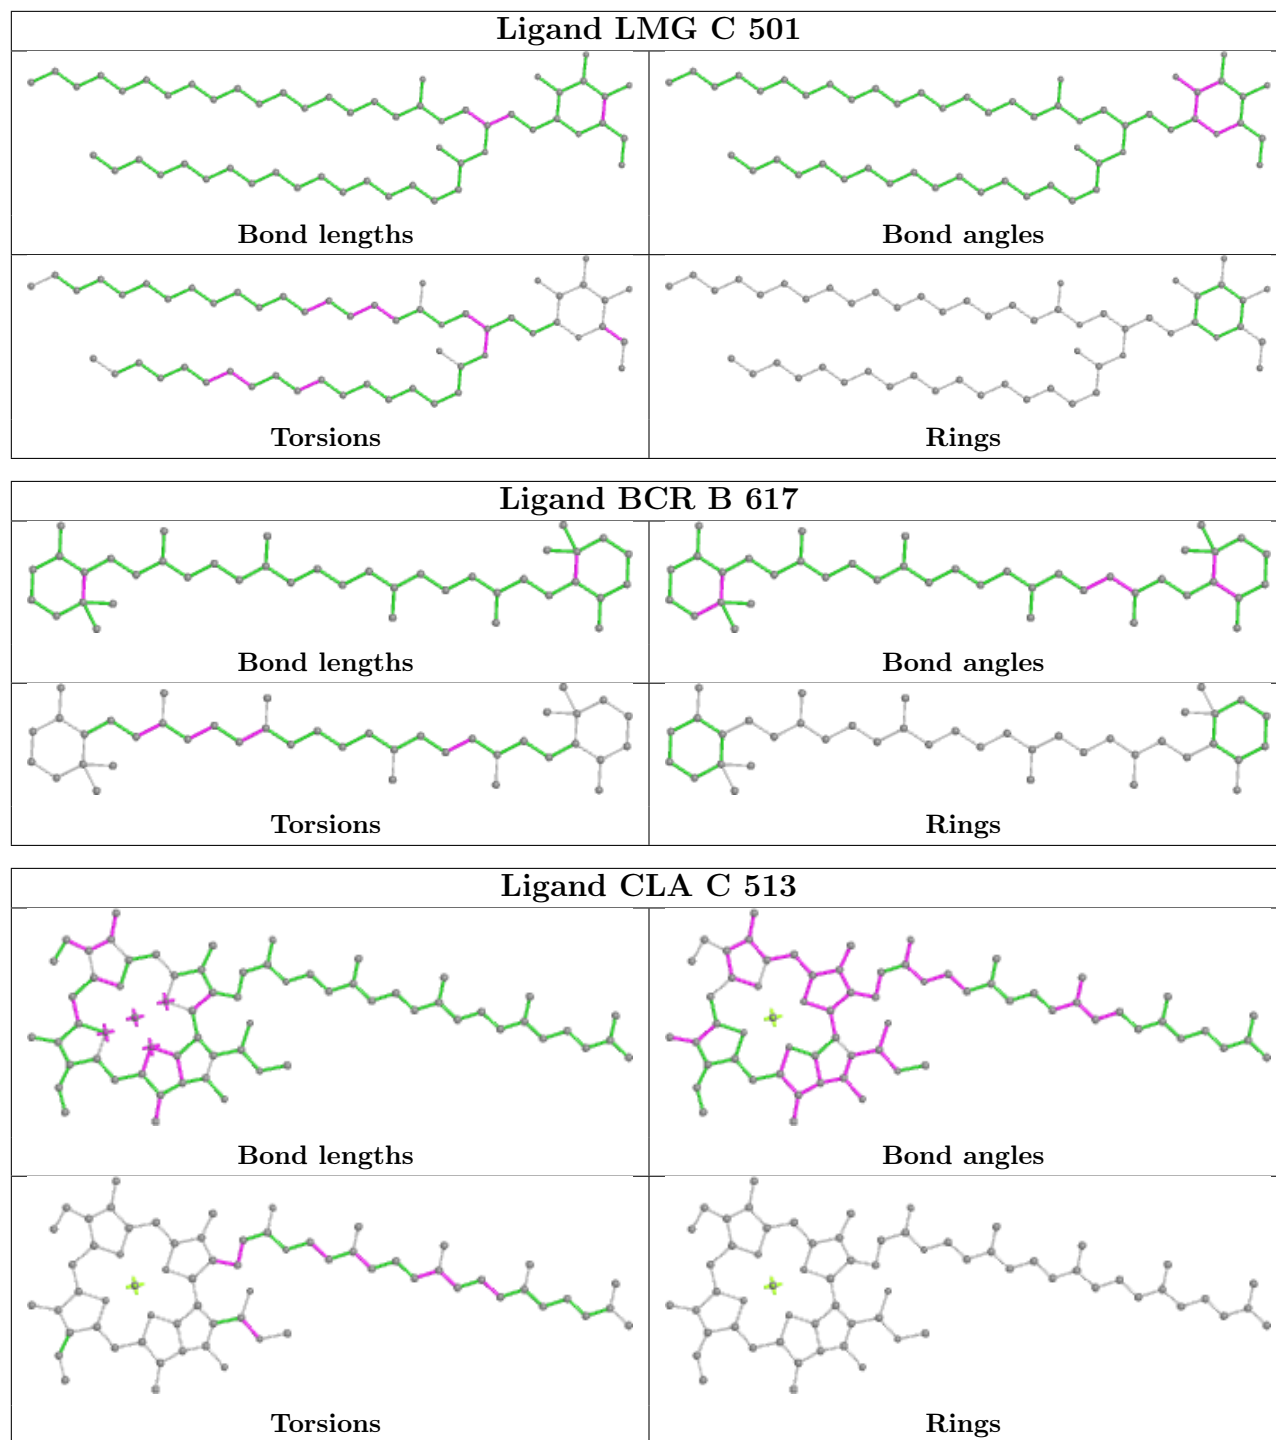 Ligand LMG C 501
Bond lengths
Bond angles
Torsions
Rings
Ligand BCR B 617
Bond lengths
Bond angles
Torsions
Rings
Ligand CLA C 513
Bond lengths
Bond angles
Torsions
Rings